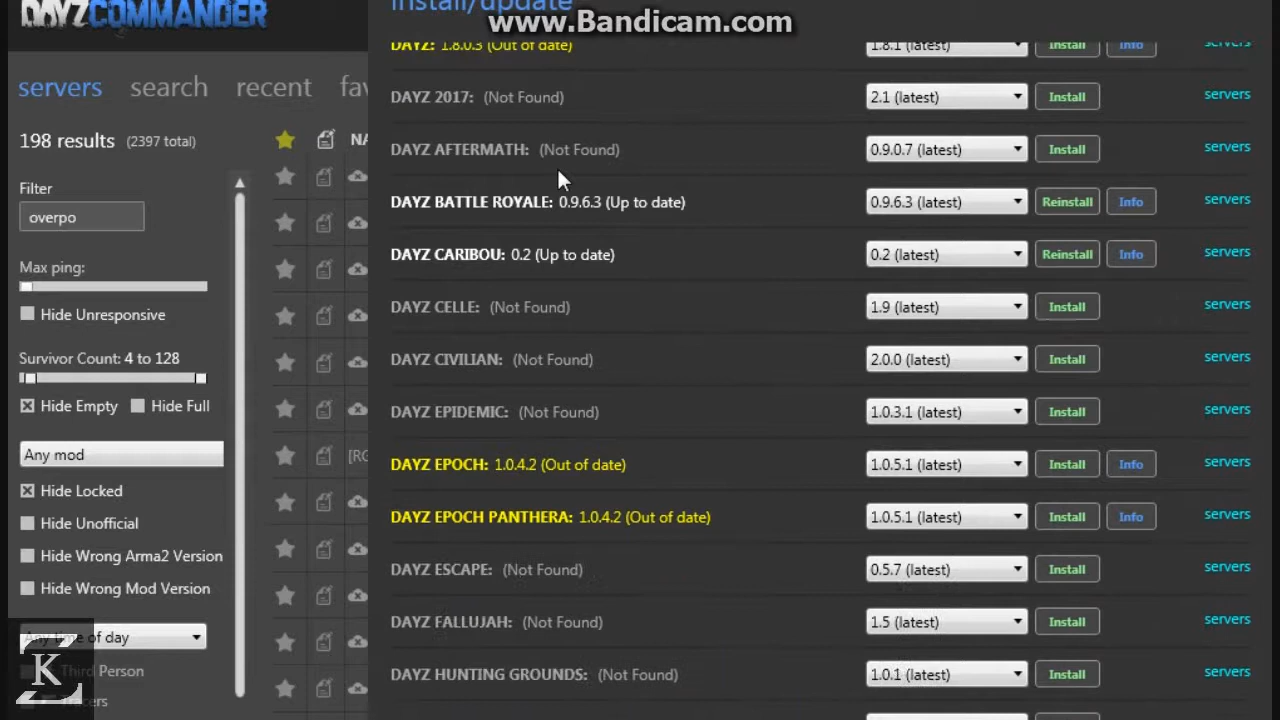 DAYZCOMMANDER
install/update
www.Bandicam.com
servers search recent fav
198 results (2397 total)
NA
Filter
overpo
Max ping:
Hide Unresponsive
Survivor Count: 4 to 128
Hide Empty Hide Full
Any mod
Hide Locked
Hide Unofficial
Hide Wrong Arma2 Version
Hide Wrong Mod Version
Any time of day
Third Person
Tracers
K
[RG
DAYZ: 1.8.0.3 (Out of date) 1.8.1 (latest) Install Info servers
DAYZ 2017: (Not Found) 2.1 (latest) Install servers
DAYZ AFTERMATH: (Not Found) 0.9.0.7 (latest) Install servers
DAYZ BATTLE ROYALE: 0.9.6.3 (Up to date) 0.9.6.3 (latest) Reinstall Info servers
DAYZ CARIBOU: 0.2 (Up to date) 0.2 (latest) Reinstall Info servers
DAYZ CELLE: (Not Found) 1.9 (latest) Install servers
DAYZ CIVILIAN: (Not Found) 2.0.0 (latest) Install servers
DAYZ EPIDEMIC: (Not Found) 1.0.3.1 (latest) Install servers
DAYZ EPOCH: 1.0.4.2 (Out of date) 1.0.5.1 (latest) Install Info servers
DAYZ EPOCH PANTHERA: 1.0.4.2 (Out of date) 1.0.5.1 (latest) Install Info servers
DAYZ ESCAPE: (Not Found) 0.5.7 (latest) Install servers
DAYZ FALLUJAH: (Not Found) 1.5 (latest) Install servers
DAYZ HUNTING GROUNDS: (Not Found) 1.0.1 (latest) Install servers